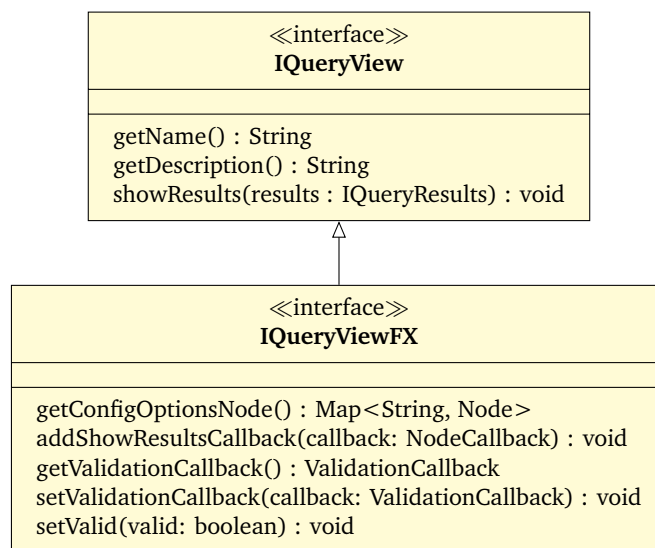 ≪interface≫
IQueryView
getName() : String
getDescription() : String
showResults(results : IQueryResults) : void
≪interface≫
IQueryViewFX
getConfigOptionsNode() : Map<String, Node>
addShowResultsCallback(callback: NodeCallback) : void
getValidationCallback() : ValidationCallback
setValidationCallback(callback: ValidationCallback) : void
setValid(valid: boolean) : void